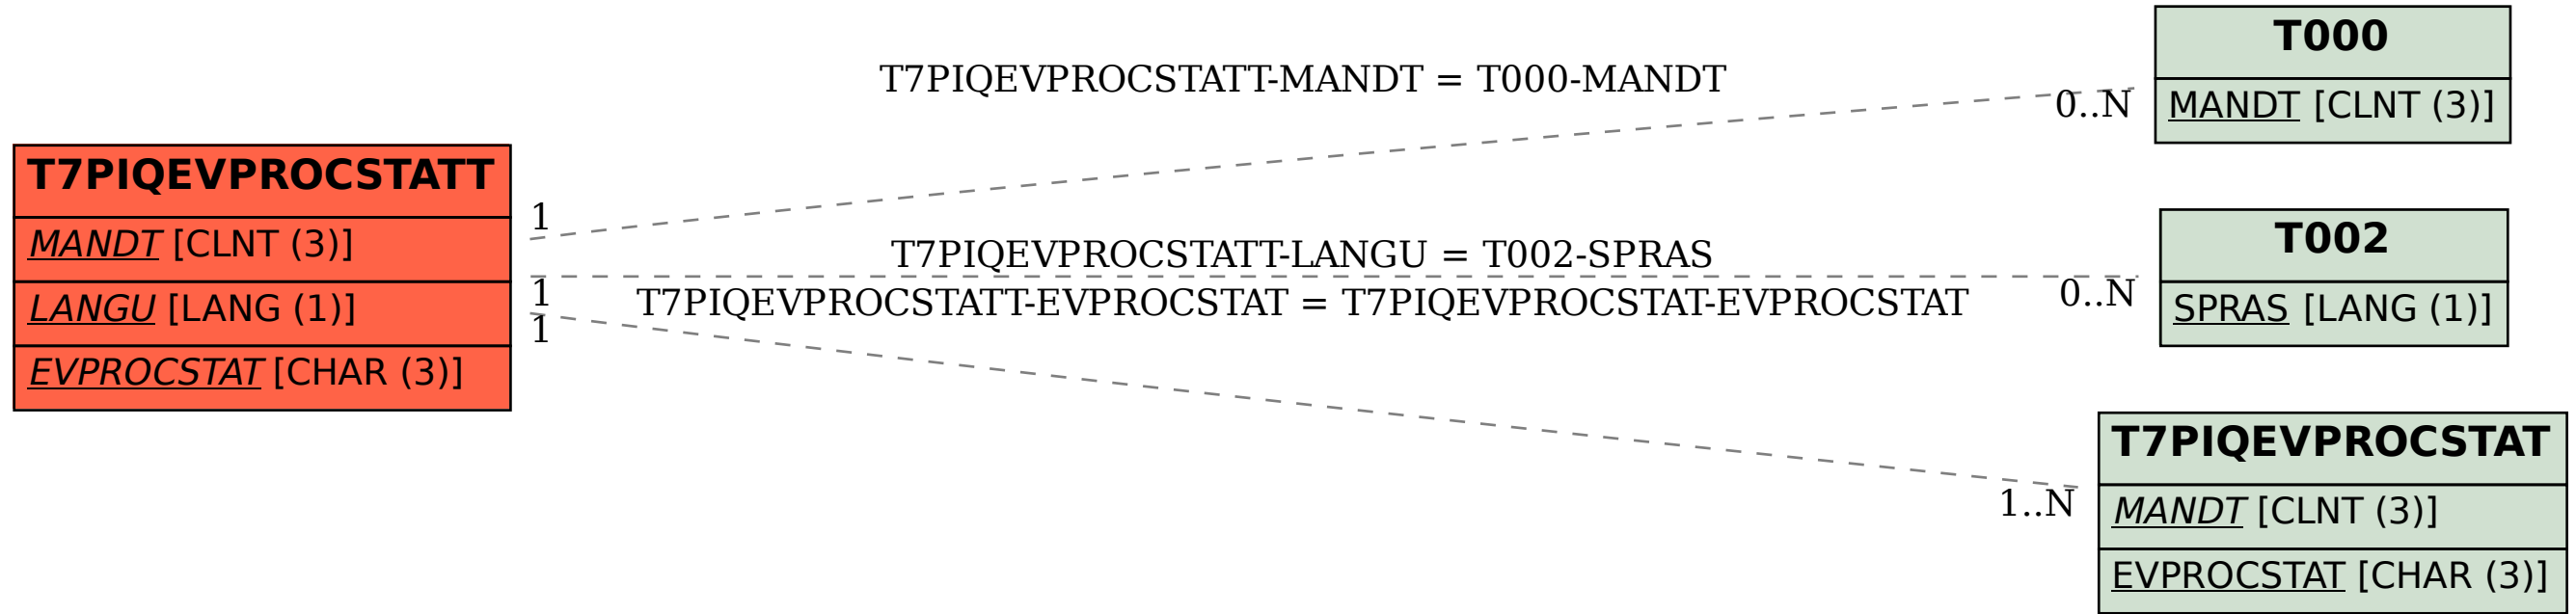 T7PIQEVPROCSTATT
MANDT [CLNT (3)]
LANGU [LANG (1)]
EVPROCSTAT [CHAR (3)]
T7PIQEVPROCSTATT-MANDT = T000-MANDT
1
0..N
T7PIQEVPROCSTATT-LANGU = T002-SPRAS
1
0..N
T7PIQEVPROCSTATT-EVPROCSTAT = T7PIQEVPROCSTAT-EVPROCSTAT
1
1..N
T000
MANDT [CLNT (3)]
T002
SPRAS [LANG (1)]
T7PIQEVPROCSTAT
MANDT [CLNT (3)]
EVPROCSTAT [CHAR (3)]